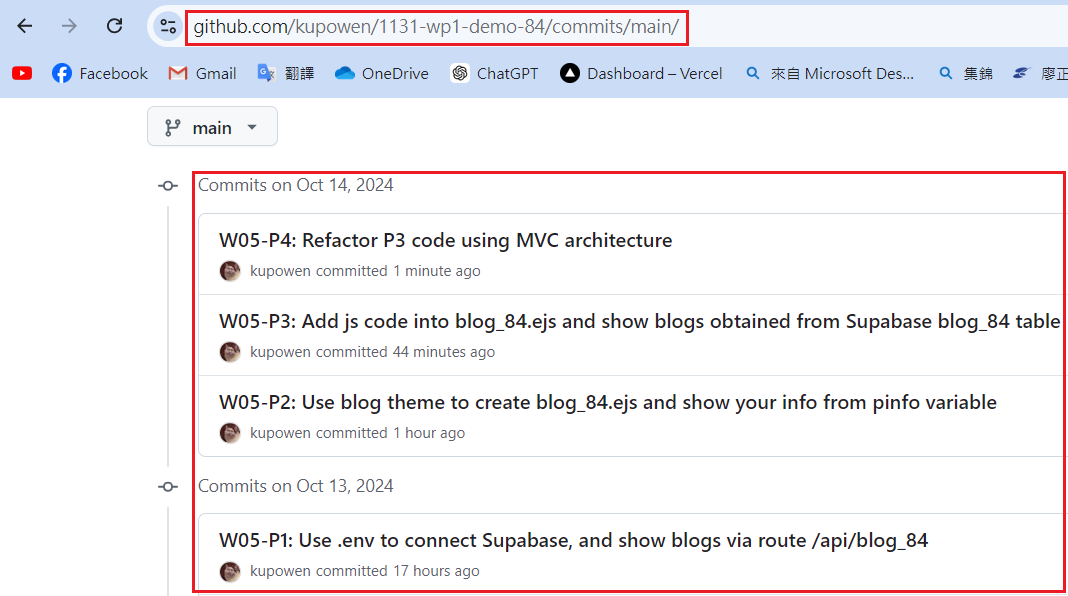 github.com/kupowen/1131-wp1-demo-84/commits/main/
Facebook Gmail 翻譯 OneDrive ChatGPT Dashboard – Vercel 來自 Microsoft Des... 集錦 廖正
main
Commits on Oct 14, 2024
W05-P4: Refactor P3 code using MVC architecture
kupowen committed 1 minute ago
W05-P3: Add js code into blog_84.ejs and show blogs obtained from Supabase blog_84 table
kupowen committed 44 minutes ago
W05-P2: Use blog theme to create blog_84.ejs and show your info from pinfo variable
kupowen committed 1 hour ago
Commits on Oct 13, 2024
W05-P1: Use .env to connect Supabase, and show blogs via route /api/blog_84
kupowen committed 17 hours ago